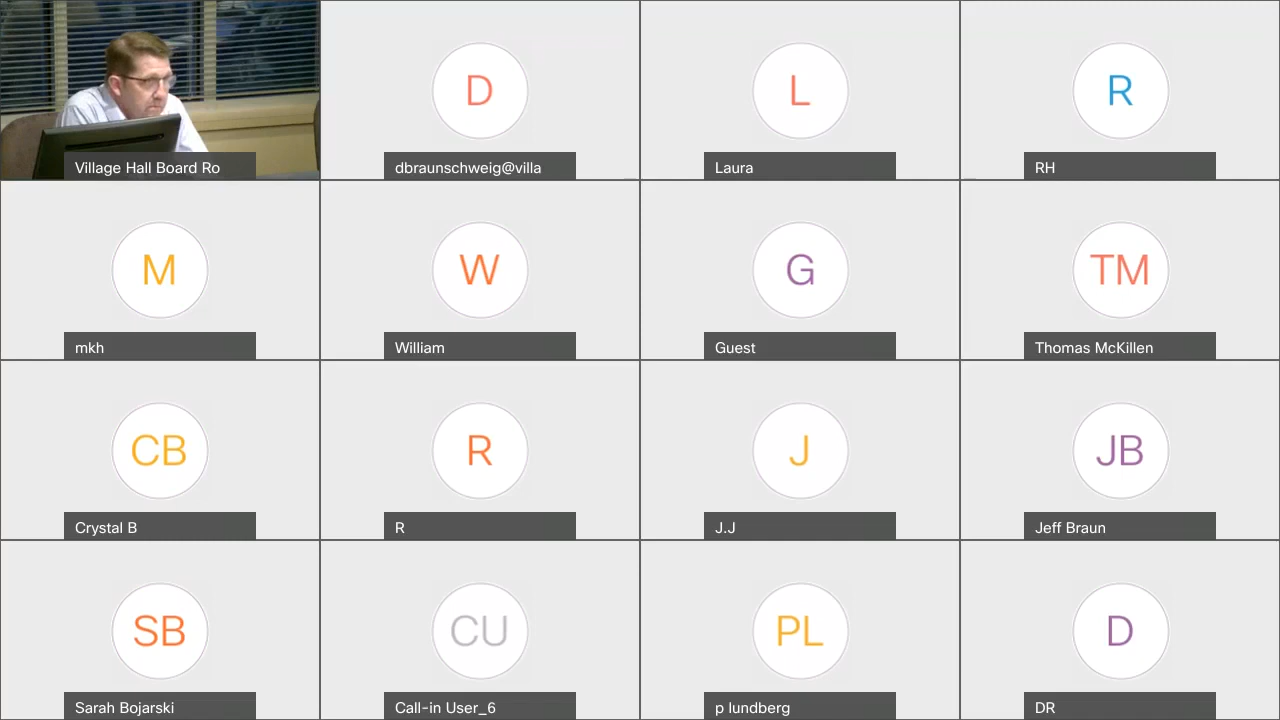 Village Hall Board Ro
D
dbraunschweig@villa
L
Laura
R
RH
M
mkh
W
William
G
Guest
TM
Thomas McKillen
CB
Crystal B
R
R
J
J.J
JB
Jeff Braun
SB
Sarah Bojarski
CU
Call-in User_6
PL
p lundberg
D
DR